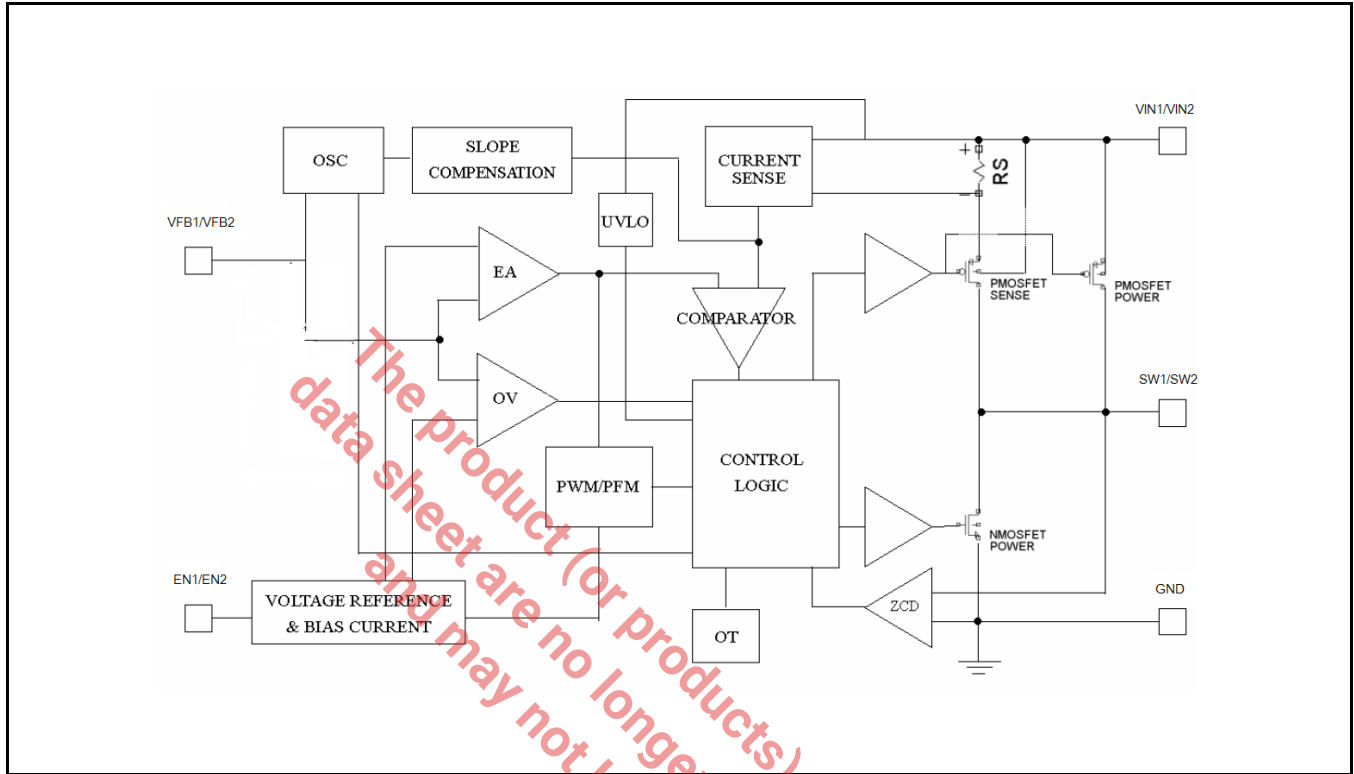 VIN1/VIN2
OSC
SLOPE
COMPENSATION
CURRENT
SENSE
+
−
RS
VFB1/VFB2
UVLO
EA
PMOSFET
SENSE
PMOSFET
POWER
COMPARATOR
SW1/SW2
OV
CONTROL
LOGIC
PWM/PFM
NMOSFET
POWER
EN1/EN2
VOLTAGE REFERENCE
& BIAS CURRENT
ZCD
GND
OT
The product (or products)
data sheet are no longer
and may not b